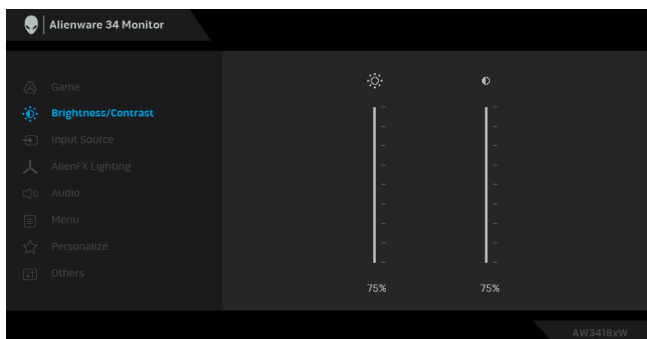 Alienware 34 Monitor
Game
Brightness/Contrast
Input Source
AlienFX Lighting
Audio
Menu
Personalize
Others
75% 75%
AW3418xW